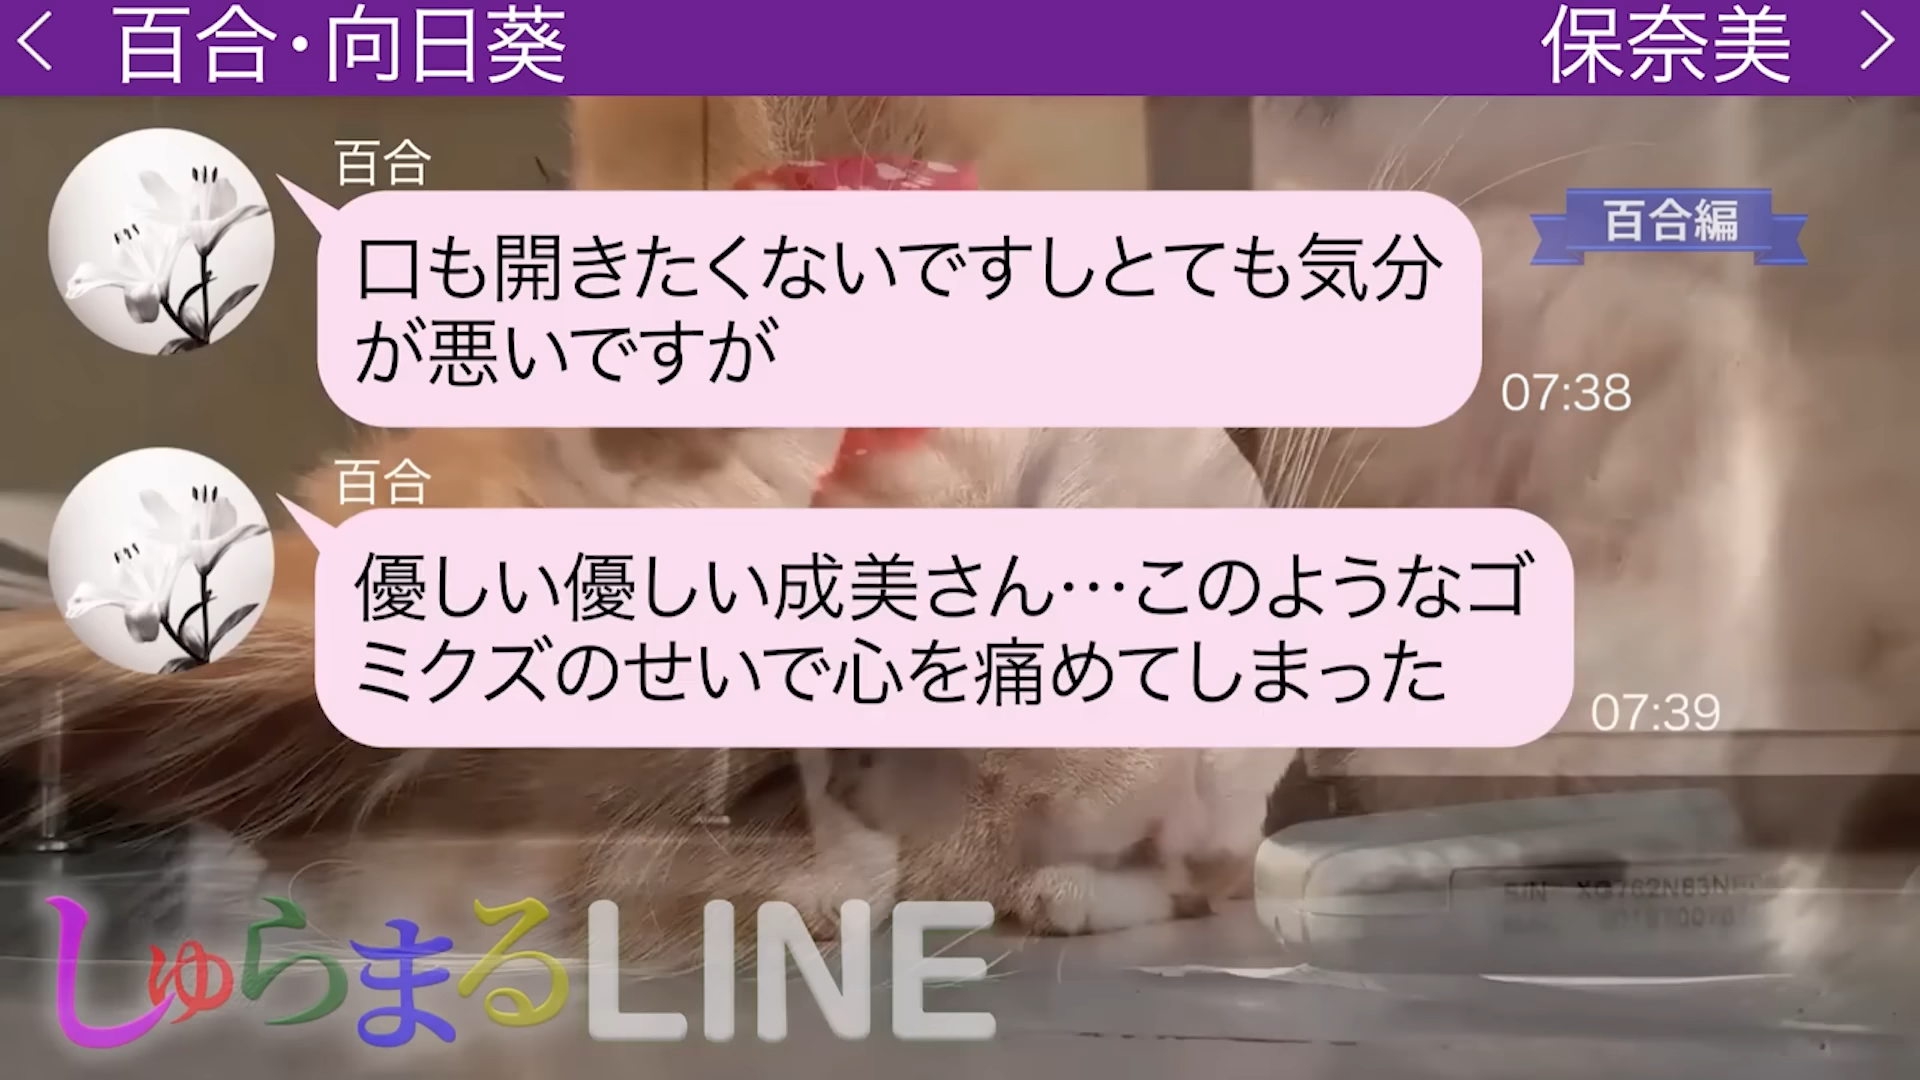 百合・向日葵
保奈美
百合
口も開きたくないですしとても気分
が悪いですが
百合編
07:38
百合
優しい優しい成美さん…このようなゴ
ミクズのせいで心を痛めてしまった
07:39
しゅらまるLINE
S/N